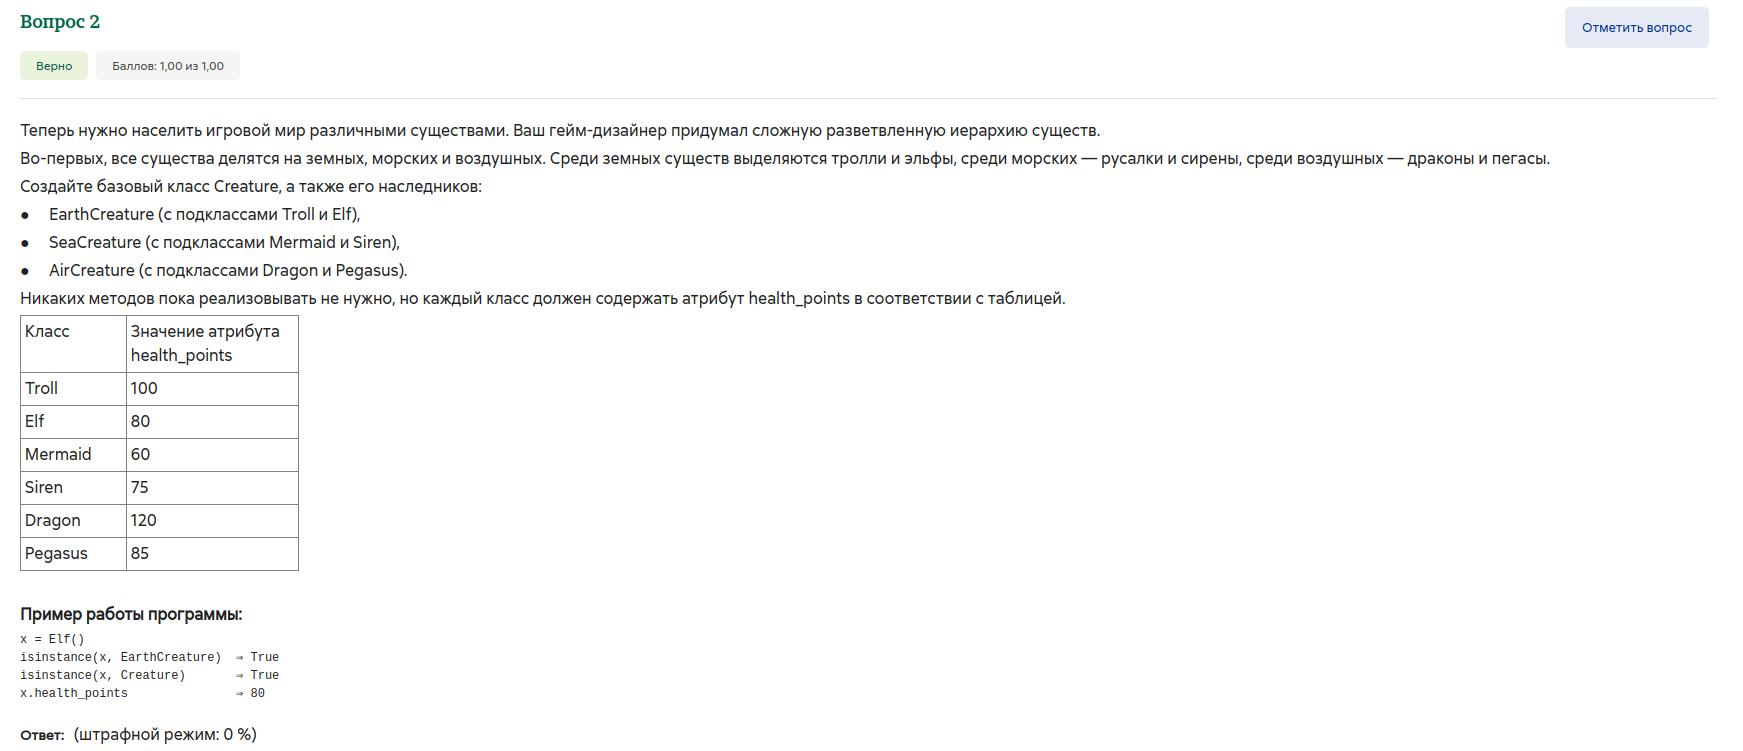 Вопрос 2
Отметить вопрос
Верно
Баллов: 1,00 из 1,00
Теперь нужно населить игровой мир различными существами. Ваш гейм-дизайнер придумал сложную разветвленную иерархию существ.
Во-первых, все существа делятся на земных, морских и воздушных. Среди земных существ выделяются тролли и эльфы, среди морских — русалки и сирены, среди воздушных — драконы и пегасы.
Создайте базовый класс Creature, а также его наследников:
● EarthCreature (с подклассами Troll и Elf),
● SeaCreature (с подклассами Mermaid и Siren),
● AirCreature (с подклассами Dragon и Pegasus).
Никаких методов пока реализовывать не нужно, но каждый класс должен содержать атрибут health_points в соответствии с таблицей.
Класс Значение атрибута
health_points
Troll 100
Elf 80
Mermaid 60
Siren 75
Dragon 120
Pegasus 85
Пример работы программы:
x = Elf()
isinstance(x, EarthCreature) ⇒ True
isinstance(x, Creature) ⇒ True
x.health_points ⇒ 80
Ответ: (штрафной режим: 0 %)